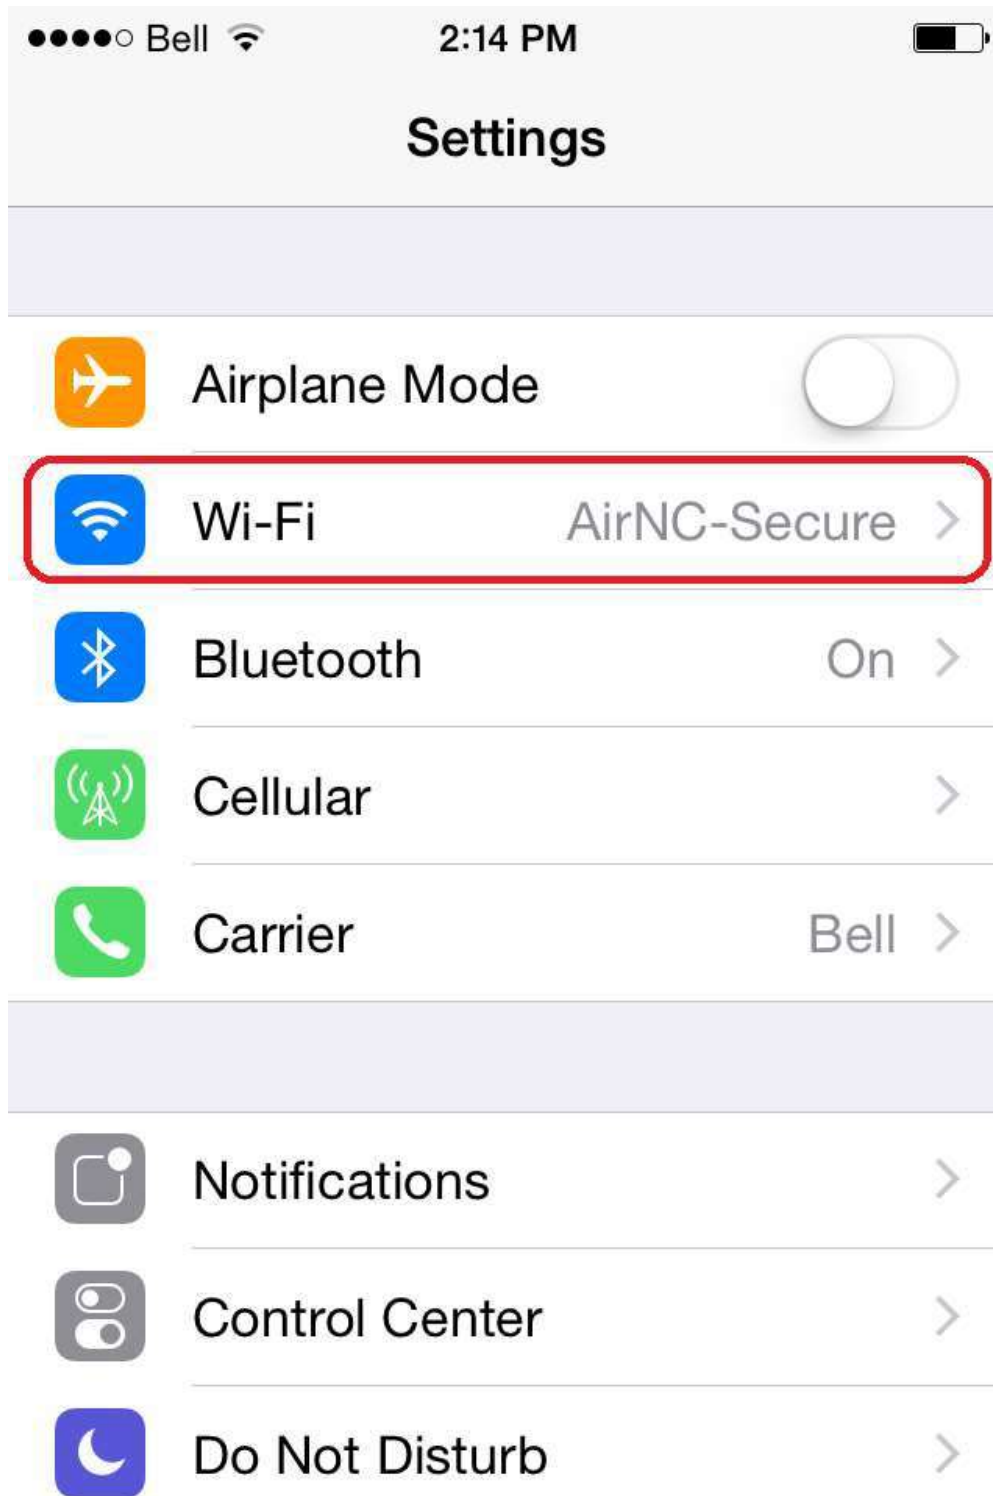 Bell 2:14 PM
Settings
Airplane Mode
Wi-Fi AirNC-Secure
Bluetooth On
Cellular
Carrier Bell
Notifications
Control Center
Do Not Disturb